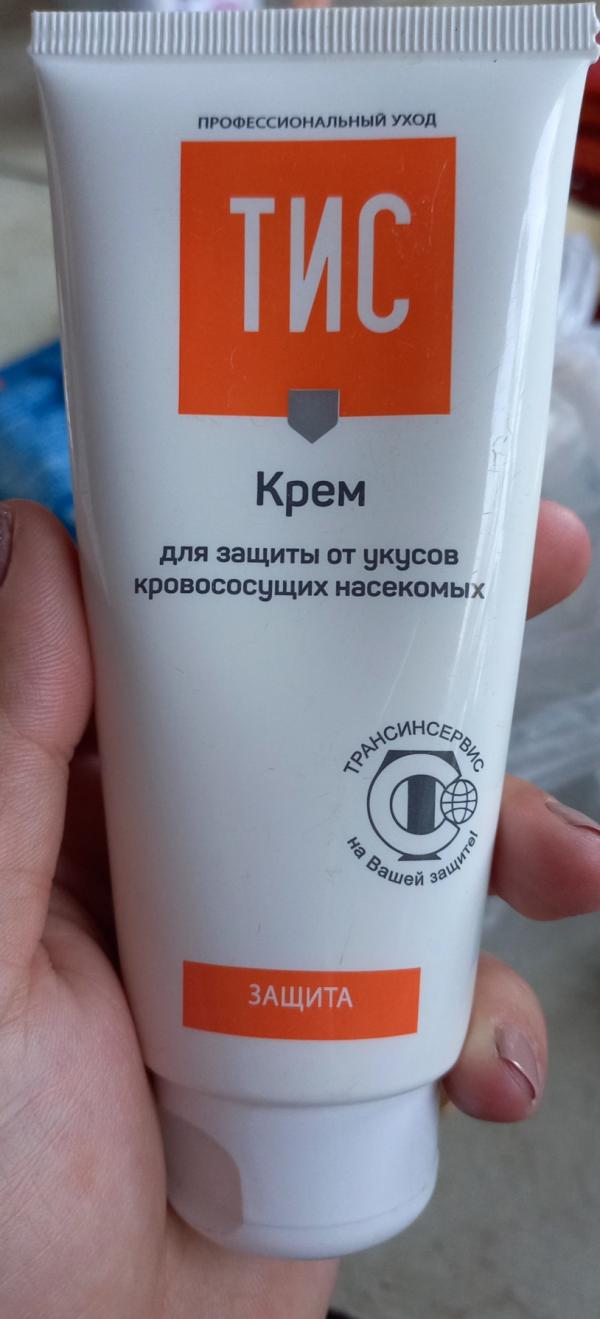 ПРОФЕССИОНАЛЬНЫЙ УХОД
ТИС
Крем
для защиты от укусов
кровососущих насекомых
ТРАНСИНСЕРВИС
на Вашей защите!
ЗАЩИТА